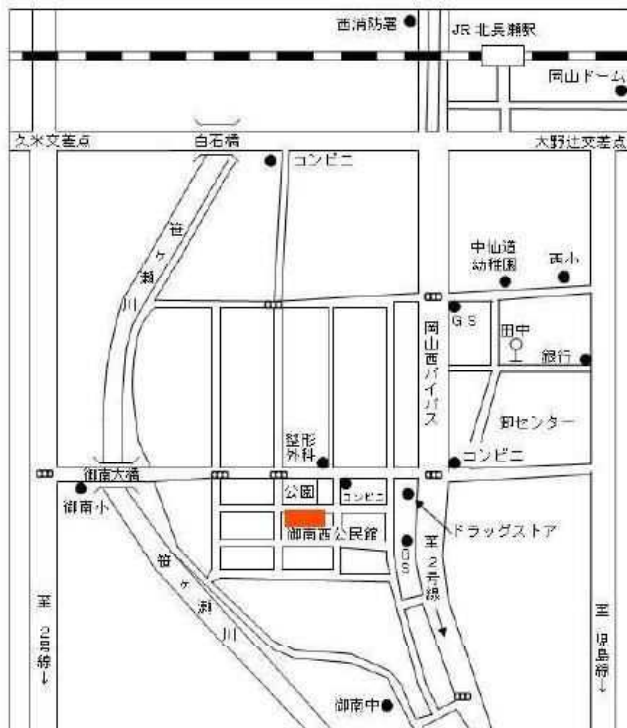 西消防署
JR北長瀬駅
岡山ドーム
久米交差点
白石橋
大野辻交差点
コンビニ
笹ヶ瀬川
中仙道
幼稚園
西小
GS
田中
岡山西バイパス
銀行
卸センター
整形
外科
コンビニ
御南大橋
御南小
公園
コンビニ
御南西公民館
ドラッグストア
GS
至2号線
笹ヶ瀬川
至 2号線→
至 児島線→
御南中